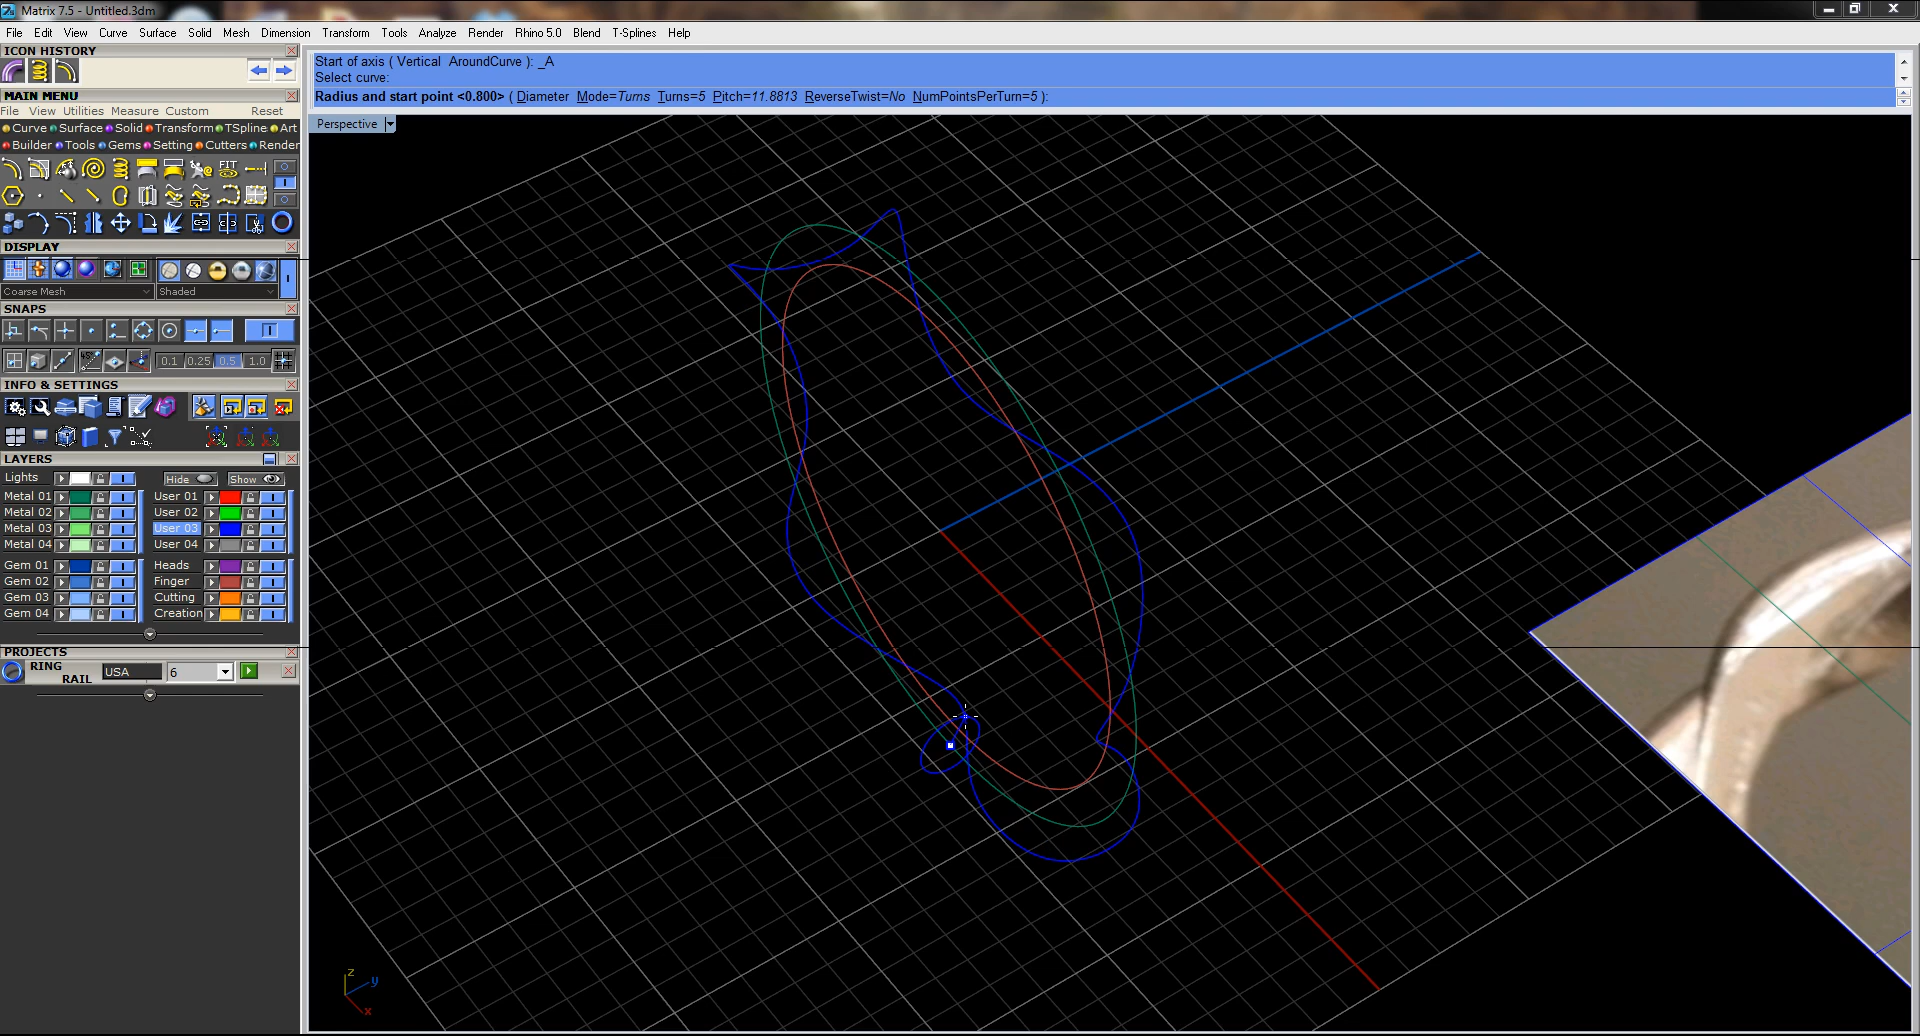 Matrix 7.5 - Untitled.3dm
File Edit View Curve Surface Solid Mesh Dimension Transform Tools Analyze Render Rhino 5.0 Blend T-Splines Help
ICON HISTORY
Start of axis ( Vertical AroundCurve ): _A
Select curve:
Radius and start point <0.800> ( Diameter Mode=Turns Turns=5 Pitch=11.8813 ReverseTwist=No NumPointsPerTurn=5 ):
MAIN MENU
File View Utilities Measure Custom Reset
Curve Surface Solid Transform TSpline Art
Builder Tools Gems Setting Cutters Render
FIT
Perspective
DISPLAY
Coarse Mesh Shaded
SNAPS
0.1 0.25 0.5 1.0
INFO & SETTINGS
LAYERS
Lights Hide Show
Metal 01 User 01
Metal 02 User 02
Metal 03 User 03
Metal 04 User 04
Gem 01 Heads
Gem 02 Finger
Gem 03 Cutting
Gem 04 Creation
PROJECTS
RING RAIL USA 6
z
y
x